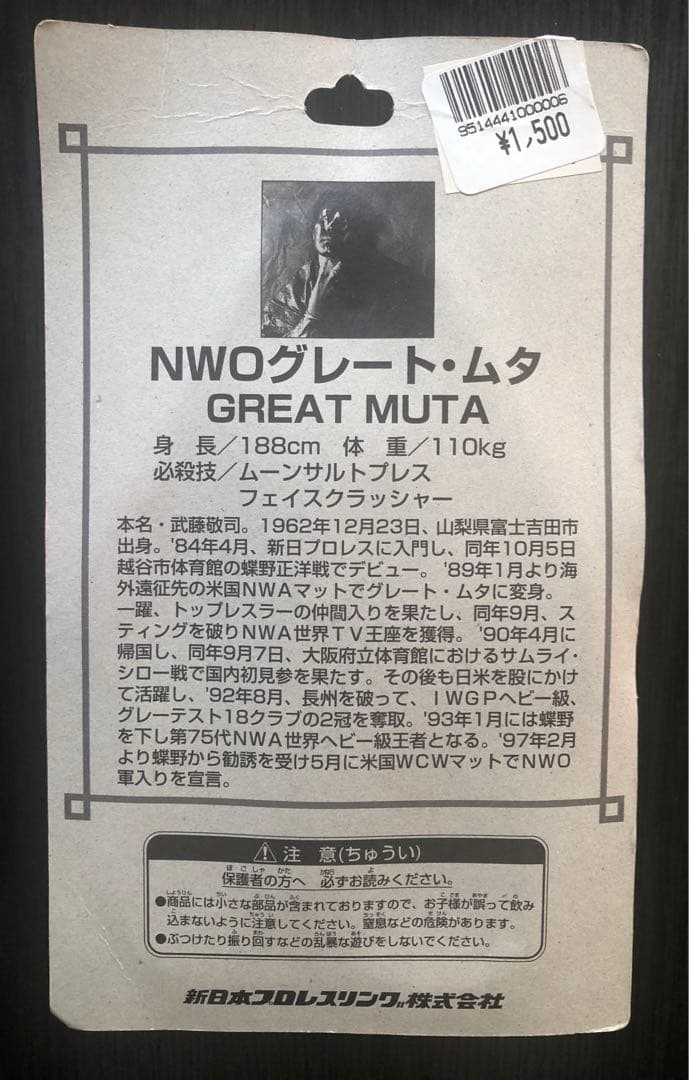 9514441000006
¥1,500
NWOグレート・ムタ
GREAT MUTA
身 長／188cm 体 重／110kg
必殺技／ムーンサルトプレス
フェイスクラッシャー
本名・武藤敬司。1962年12月23日、山梨県富士吉田市
出身。'84年4月、新日プロレスに入門し、同年10月5日
越谷市体育館の蝶野正洋戦でデビュー。'89年1月より海
外遠征先の米国NWAマットでグレート・ムタに変身。
一躍、トップレスラーの仲間入りを果たし、同年9月、ス
ティングを破りNWA世界TV王座を獲得。'90年4月に
帰国し、同年9月7日、大阪府立体育館におけるサムライ・
シロー戦で国内初見参を果たす。その後も日米を股にかけ
て活躍し、'92年8月、長州を破って、IWGPヘビー級、
グレーテスト18クラブの2冠を奪取。'93年1月には蝶野
を下し第75代NWA世界ヘビー級王者となる。'97年2月
より蝶野から勧誘を受け5月に米国WCWマットでNWO
軍入りを宣言。
注 意(ちゅうい)
保護者の方へ 必ずお読みください。
●商品には小さな部品が含まれておりますので、お子様が誤って飲み
込まないように注意してください。窒息などの危険があります。
●ぶつけたり振り回すなどの乱暴な遊びをしないでください。
新日本プロレスリング株式会社